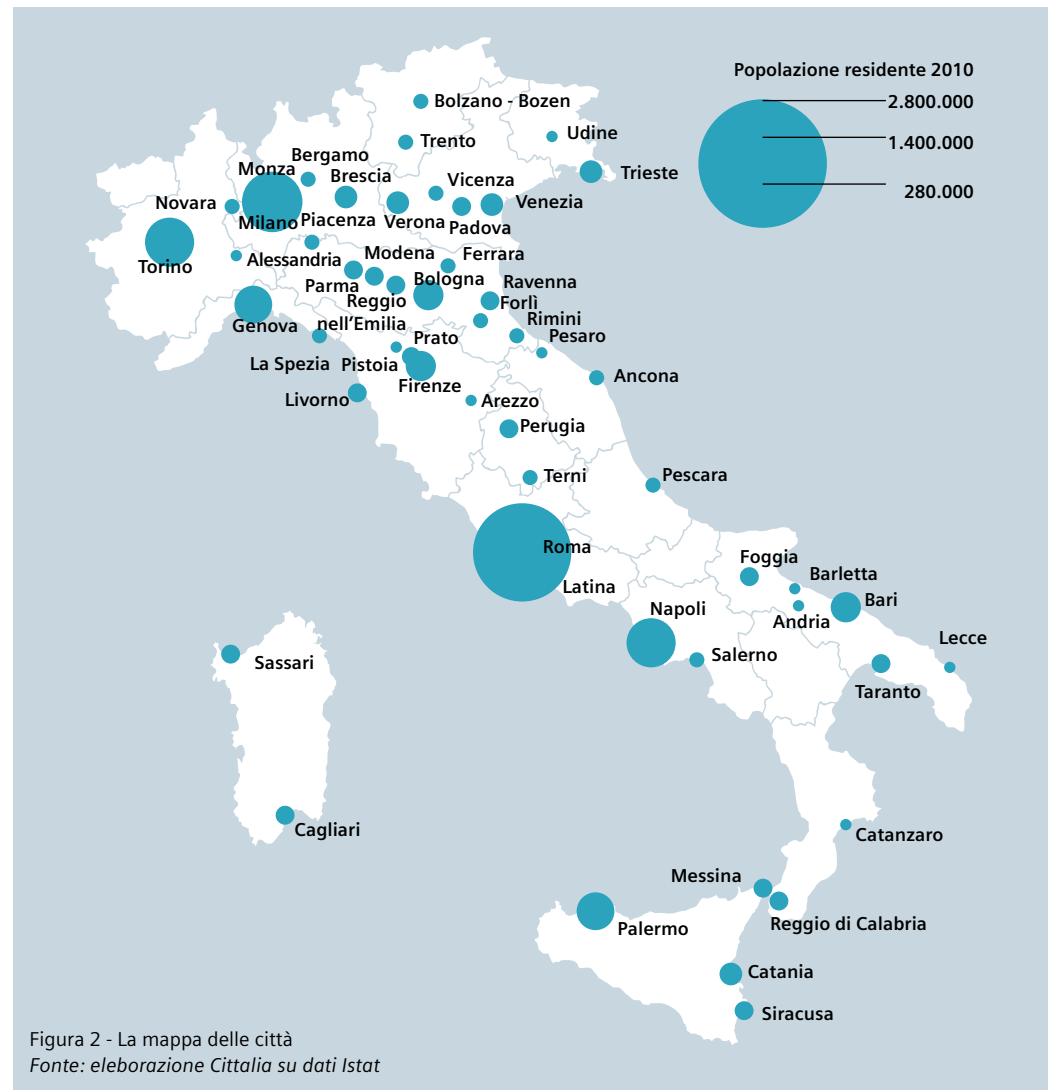 Popolazione residente 2010
2.800.000
1.400.000
280.000
Bolzano - Bozen
Trento
Udine
Trieste
Bergamo
Monza
Brescia
Vicenza
Novara
Milano
Piacenza
Verona
Padova
Venezia
Torino
Alessandria
Modena
Ferrara
Parma
Bologna
Ravenna
Reggio
nell'Emilia
Forlì
Genova
Rimini
La Spezia
Prato
Pesaro
Pistoia
Firenze
Ancona
Livorno
Arezzo
Perugia
Terni
Pescara
Roma
Latina
Foggia
Barletta
Napoli
Andria
Bari
Lecce
Salerno
Taranto
Sassari
Cagliari
Catanzaro
Messina
Reggio di Calabria
Palermo
Catania
Siracusa
Figura 2 - La mappa delle città
Fonte: eleborazione Cittalia su dati Istat